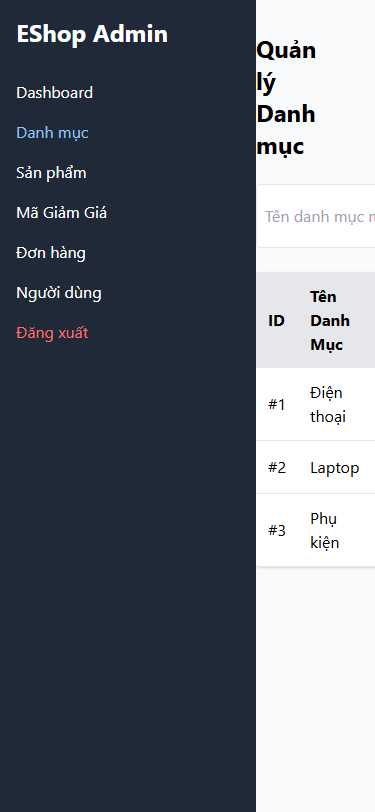 EShop Admin
Dashboard
Danh mục
Sản phẩm
Mã Giảm Giá
Đơn hàng
Người dùng
Đăng xuất
Quản
lý
Danh
mục
Tên danh mục m
ID
Tên
Danh
Mục
#1
Điện
thoại
#2
Laptop
#3
Phụ
kiện